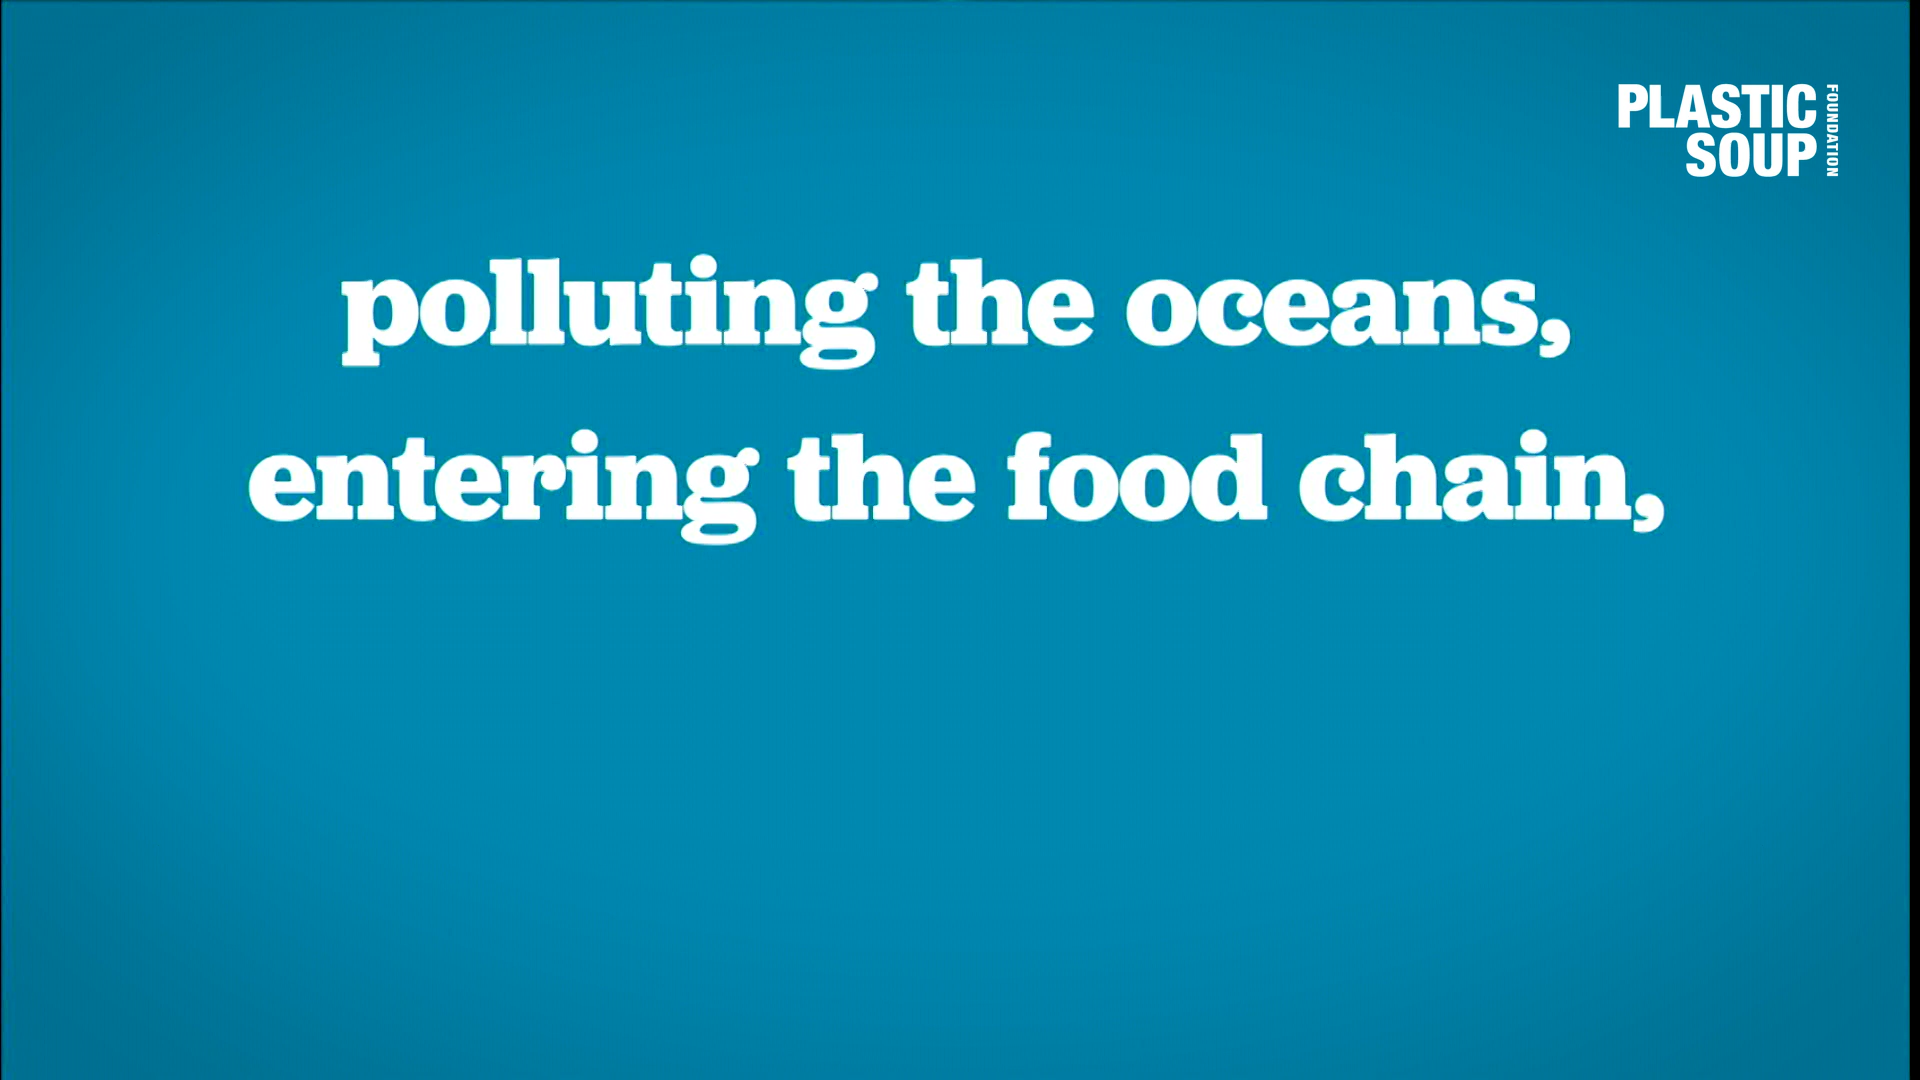 PLASTIC
SOUP
FOUNDATION
polluting the oceans,
entering the food chain,